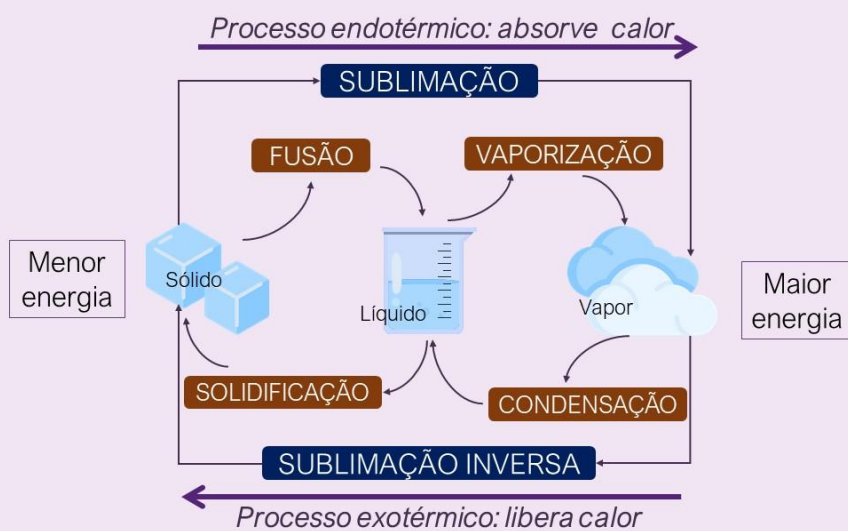 Processo endotérmico: absorve calor
SUBLIMAÇÃO
FUSÃO
VAPORIZAÇÃO
Menor
energia
Sólido
Líquido
Vapor
Maior
energia
SOLIDIFICAÇÃO
CONDENSAÇÃO
SUBLIMAÇÃO INVERSA
Processo exotérmico: libera calor